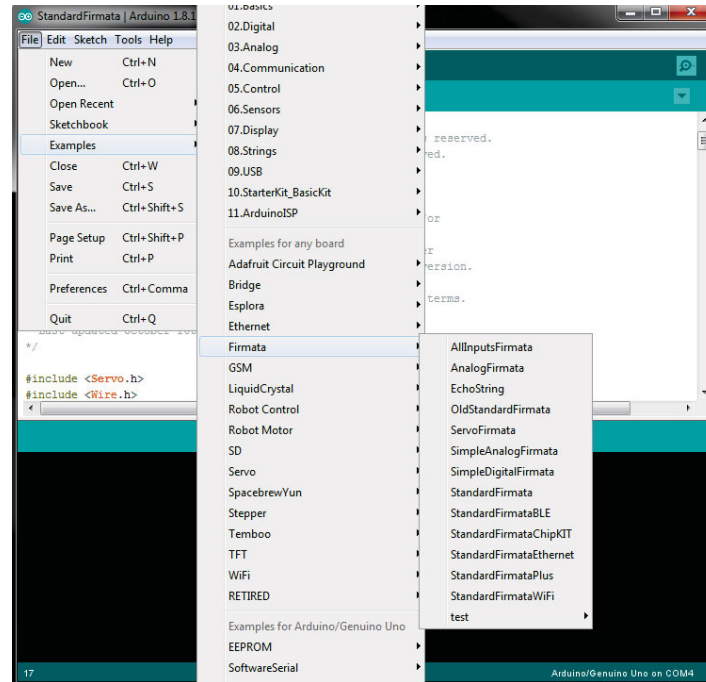 StandardFirmata | Arduino 1.8.1
File Edit Sketch Tools Help
New Ctrl+N
Open... Ctrl+O
Open Recent
Sketchbook
Examples
Close Ctrl+W
Save Ctrl+S
Save As... Ctrl+Shift+S
Page Setup Ctrl+Shift+P
Print Ctrl+P
Preferences Ctrl+Comma
Quit Ctrl+Q
01.Basics
02.Digital
03.Analog
04.Communication
05.Control
06.Sensors
07.Display
08.Strings
09.USB
10.StarterKit_BasicKit
11.ArduinoISP
Examples for any board
Adafruit Circuit Playground
Bridge
Esplora
Ethernet
Firmata
GSM
LiquidCrystal
Robot Control
Robot Motor
SD
Servo
SpacebrewYun
Stepper
Temboo
TFT
WiFi
RETIRED
Examples for Arduino/Genuino Uno
EEPROM
SoftwareSerial
AllInputsFirmata
AnalogFirmata
EchoString
OldStandardFirmata
ServoFirmata
SimpleAnalogFirmata
SimpleDigitalFirmata
StandardFirmata
StandardFirmataBLE
StandardFirmataChipKIT
StandardFirmataEthernet
StandardFirmataPlus
StandardFirmataWiFi
test
reserved.
or
version.
terms.
*/
#include <Servo.h>
#include <Wire.h>
17
Arduino/Genuino Uno on COM4